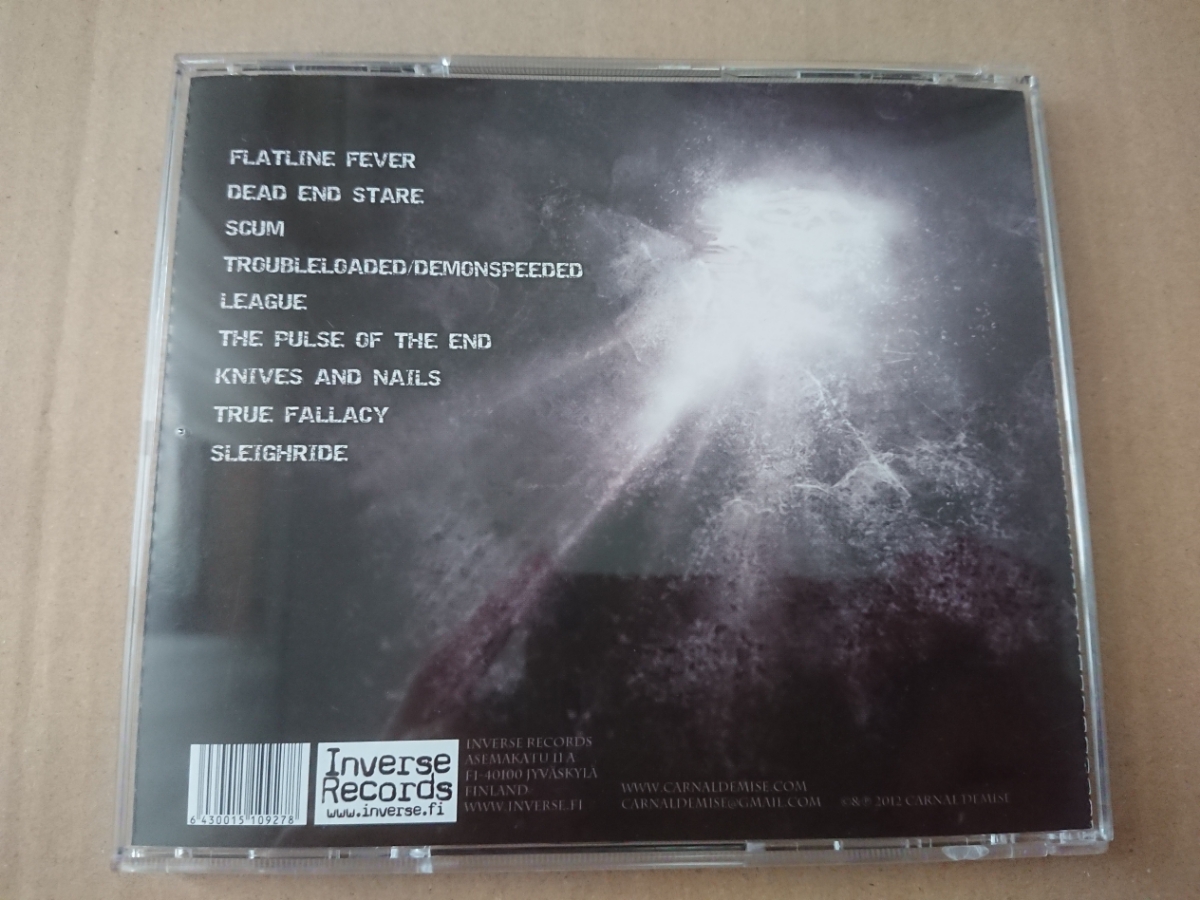 FLATLINE FEVER
DEAD END STARE
SCUM
TROUBLELOADED/DEMONSPEEDED
LEAGUE
THE PULSE OF THE END
KNIVES AND NAILS
TRUE FALLACY
SLEIGHRIDE
6 430015 109278
Inverse
Records
www.inverse.fi
INVERSE RECORDS
ASEMAKATU 11 A
FI-40100 JYVÄSKYLÄ
FINLAND
WWW.INVERSE.FI
WWW.CARNALDEMISE.COM
CARNALDEMISE@GMAIL.COM
©&℗ 2012 CARNAL DEMISE